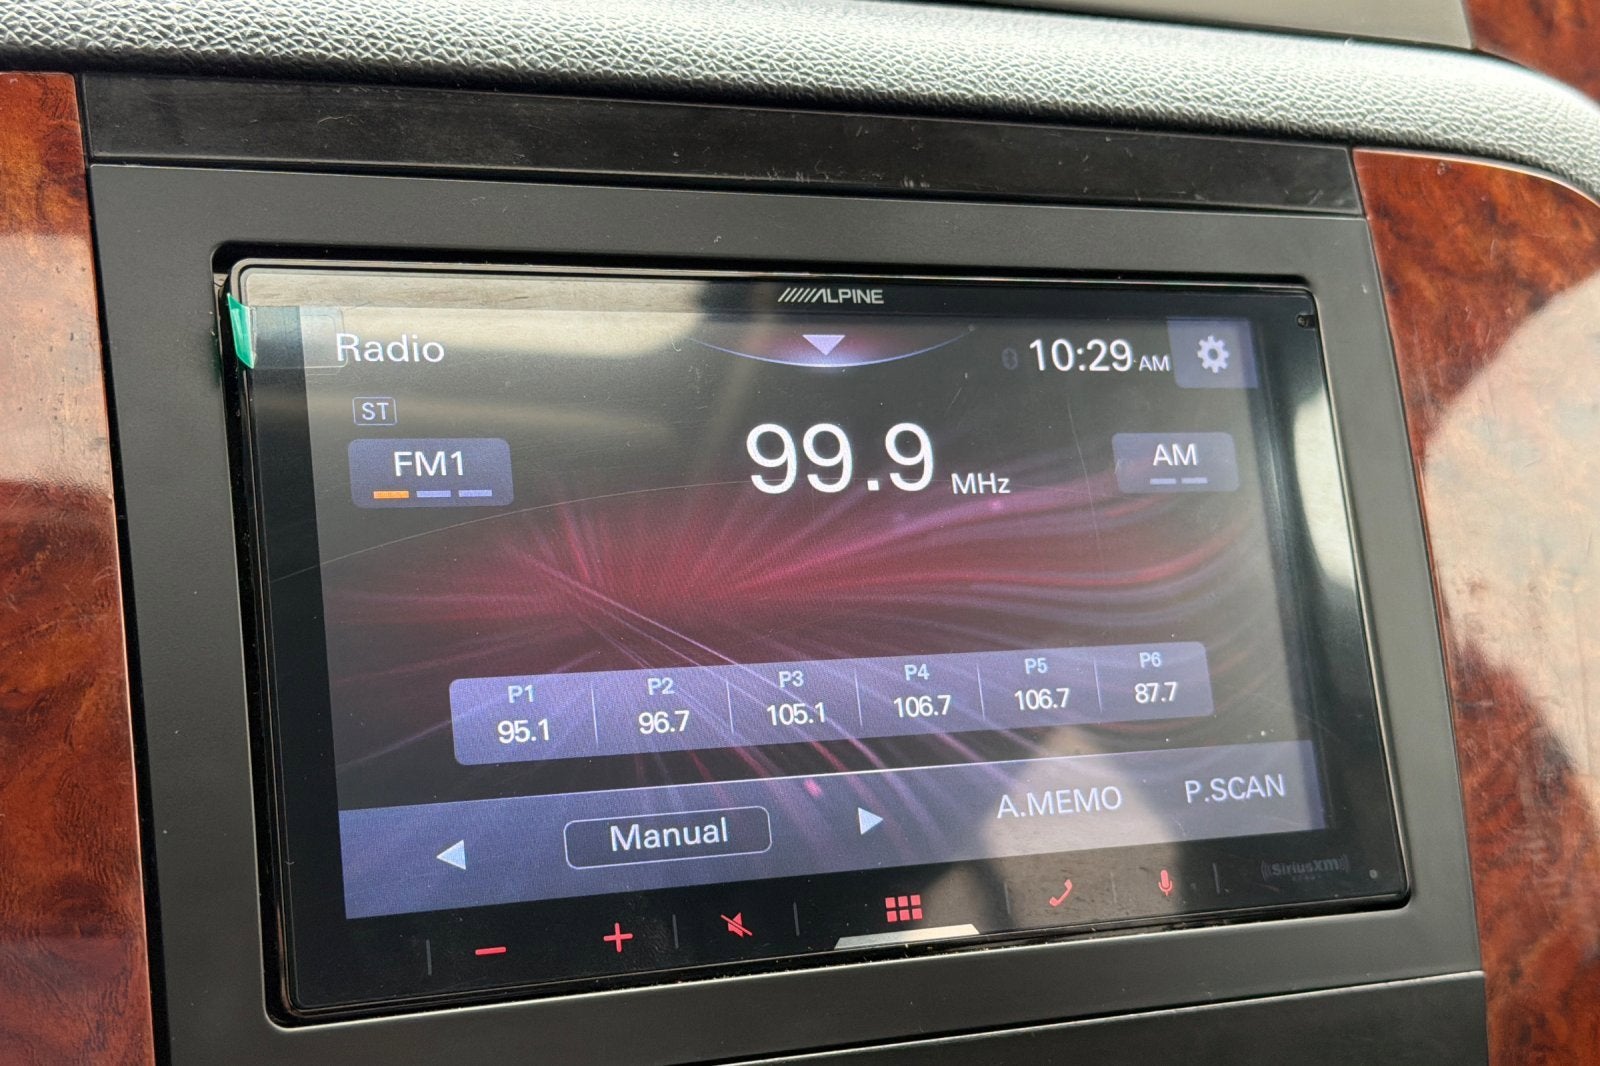 ALPINE
Radio
10:29 AM
ST
FM1
99.9 MHz
AM
P1 P2 P3 P4 P5 P6
95.1 96.7 105.1 106.7 106.7 87.7
Manual
A.MEMO
P.SCAN
SiriusXM